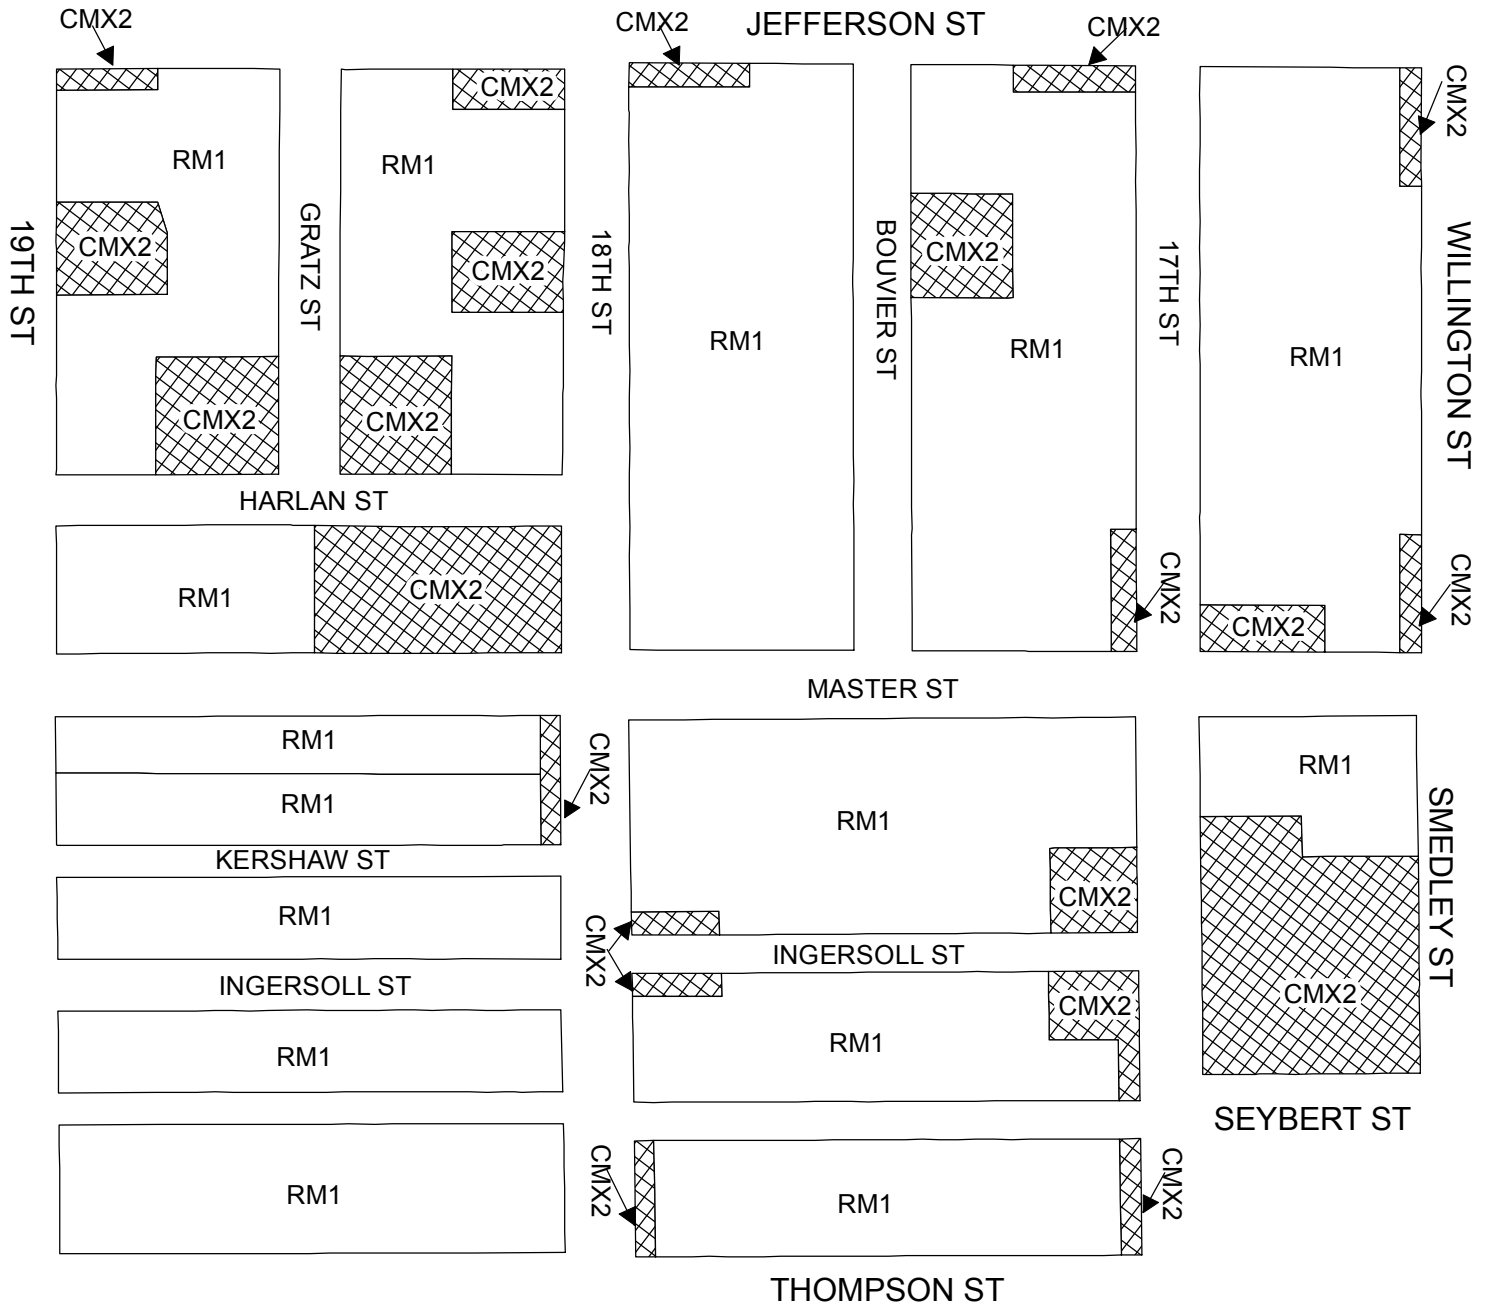 CMX2
CMX2
JEFFERSON ST
CMX2
CMX2
CMX2
RM1
RM1
19TH ST
CMX2
GRATZ ST
CMX2
18TH ST
BOUVIER ST
CMX2
17TH ST
WILLINGTON ST
RM1
RM1
RM1
CMX2
CMX2
HARLAN ST
RM1
CMX2
CMX2
CMX2
CMX2
MASTER ST
RM1
RM1
CMX2
RM1
RM1
KERSHAW ST
RM1
CMX2
CMX2
SMEDLEY ST
INGERSOLL ST
INGERSOLL ST
CMX2
CMX2
RM1
RM1
SEYBERT ST
RM1
CMX2
RM1
CMX2
THOMPSON ST